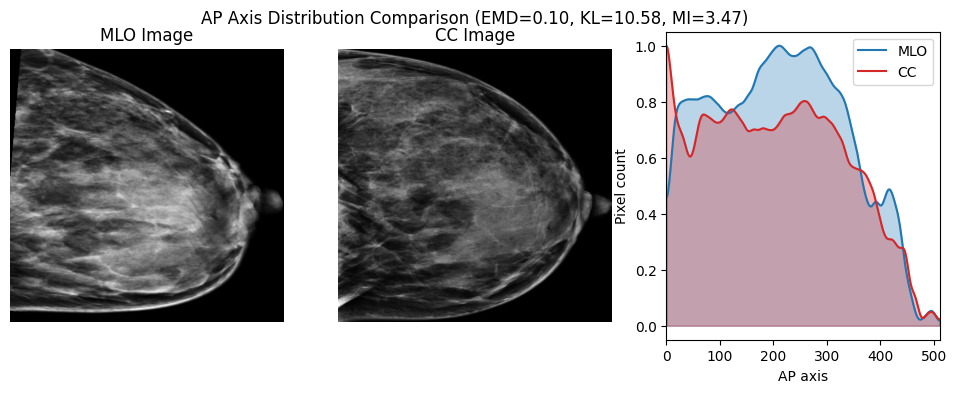 AP Axis Distribution Comparison (EMD=0.10, KL=10.58, MI=3.47)
MLO Image
CC Image
MLO
CC
Pixel count
1.0
0.8
0.6
0.4
0.2
0.0
0 100 200 300 400 500
AP axis